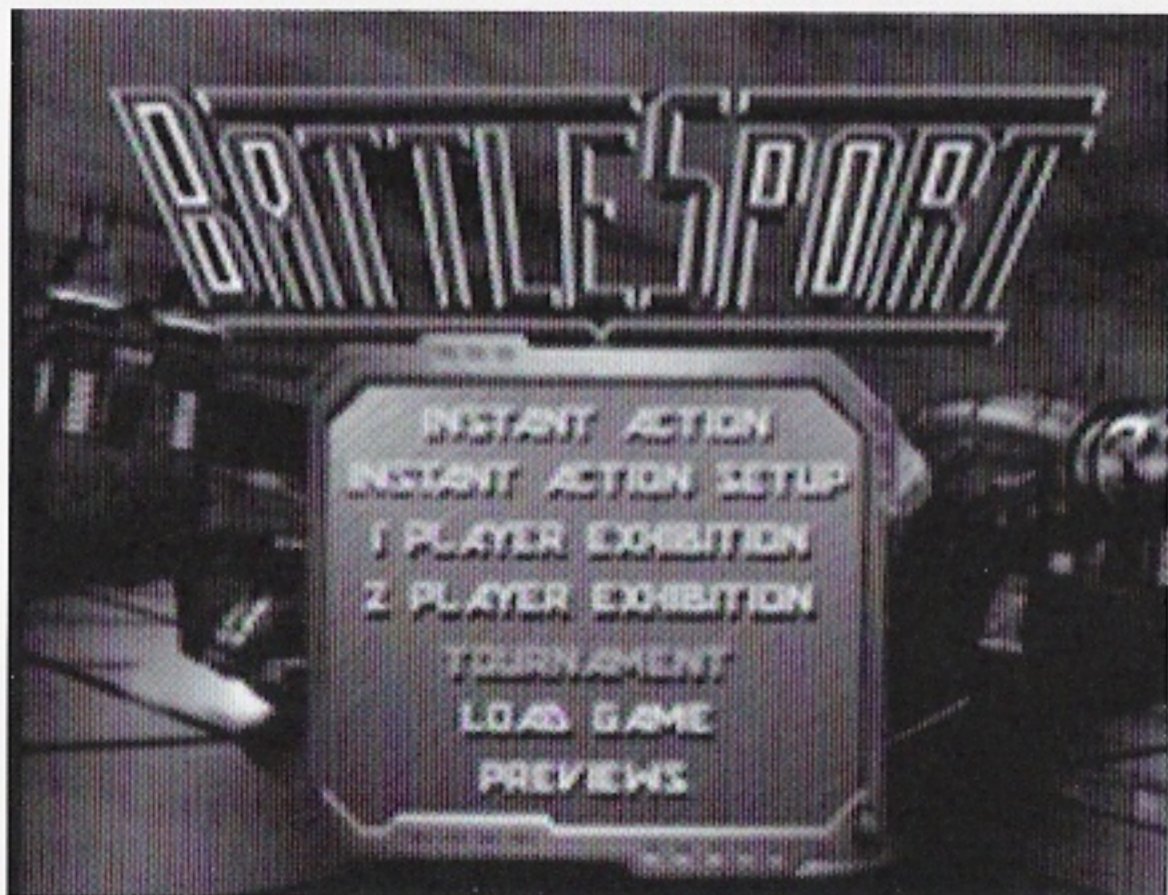 BATTLESPORT
INSTANT ACTION
INSTANT ACTION SETUP
1 PLAYER EXHIBITION
2 PLAYER EXHIBITION
TOURNAMENT
LOAD GAME
PREVIEWS